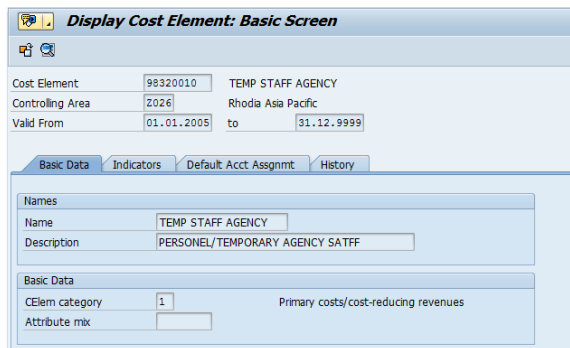 Display Cost Element: Basic Screen
Cost Element 98320010 TEMP STAFF AGENCY
Controlling Area Z026 Rhodia Asia Pacific
Valid From 01.01.2005 to 31.12.9999
Basic Data Indicators Default Acct Assgnmt History
Names
Name TEMP STAFF AGENCY
Description PERSONEL/TEMPORARY AGENCY SATFF
Basic Data
CElem category 1 Primary costs/cost-reducing revenues
Attribute mix